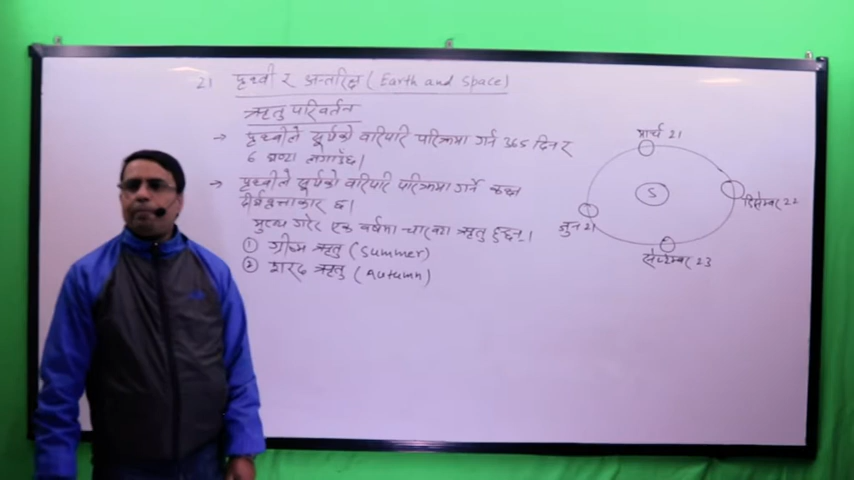 21 पृथ्वी र अन्तरिक्ष (Earth and Space)
ऋतु परिवर्तन
→ पृथ्वीले सूर्यको वरिपरि परिक्रमा गर्न 365 दिन र
6 घण्टा लगाउँछ।
→ पृथ्वीले सूर्यको वरिपरि परिक्रमा गर्ने कक्ष
दीर्घवृत्ताकार छ।
मुख्य गरेर एक वर्षमा चारवटा ऋतु हुन्छन्।
① ग्रीष्म ऋतु (Summer)
② शरद ऋतु (Autumn)
मार्च 21
S
डिसेम्बर 22
जुन 21
सेप्टेम्बर 23